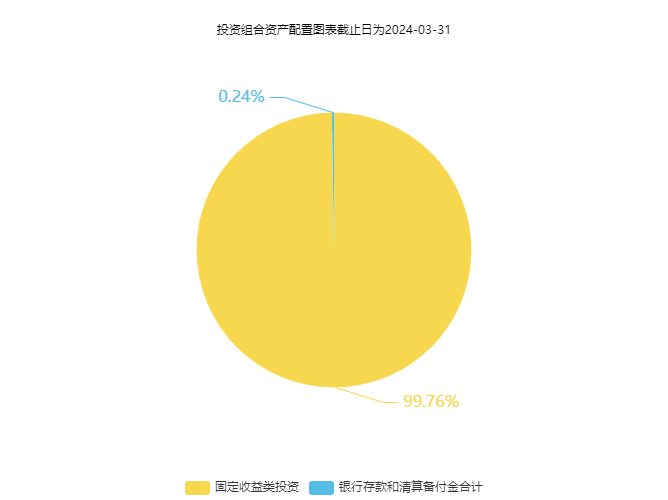 投资组合资产配置图表截止日为2024-03-31
0.24%
99.76%
固定收益类投资
银行存款和清算备付金合计